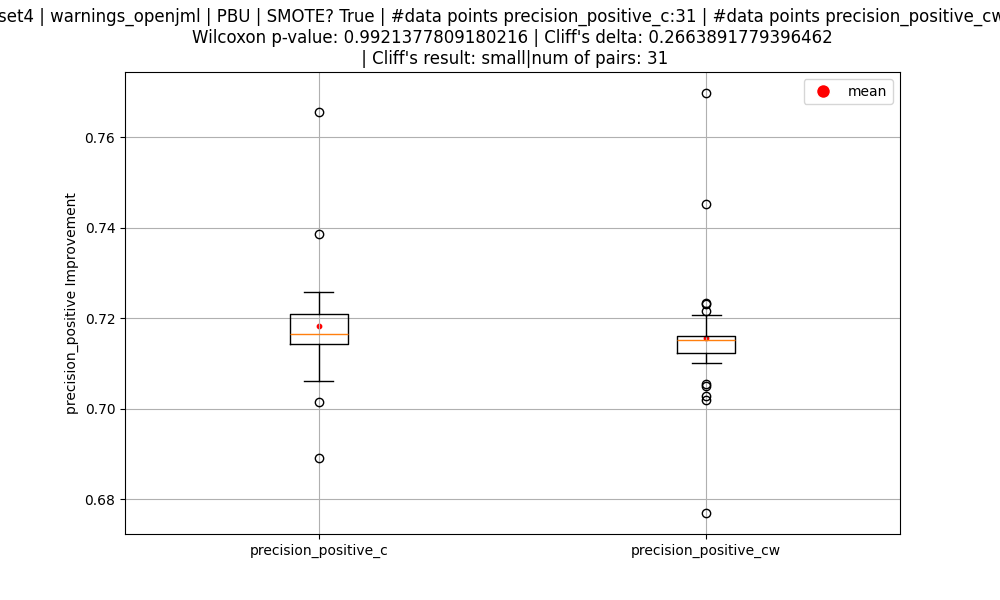 set4 | warnings_openjml | PBU | SMOTE? True | #data points precision_positive_c:31 | #data points precision_positive_cw
Wilcoxon p-value: 0.9921377809180216 | Cliff's delta: 0.2663891779396462
| Cliff's result: small|num of pairs: 31
mean
precision_positive Improvement
0.76
0.74
0.72
0.70
0.68
precision_positive_c
precision_positive_cw